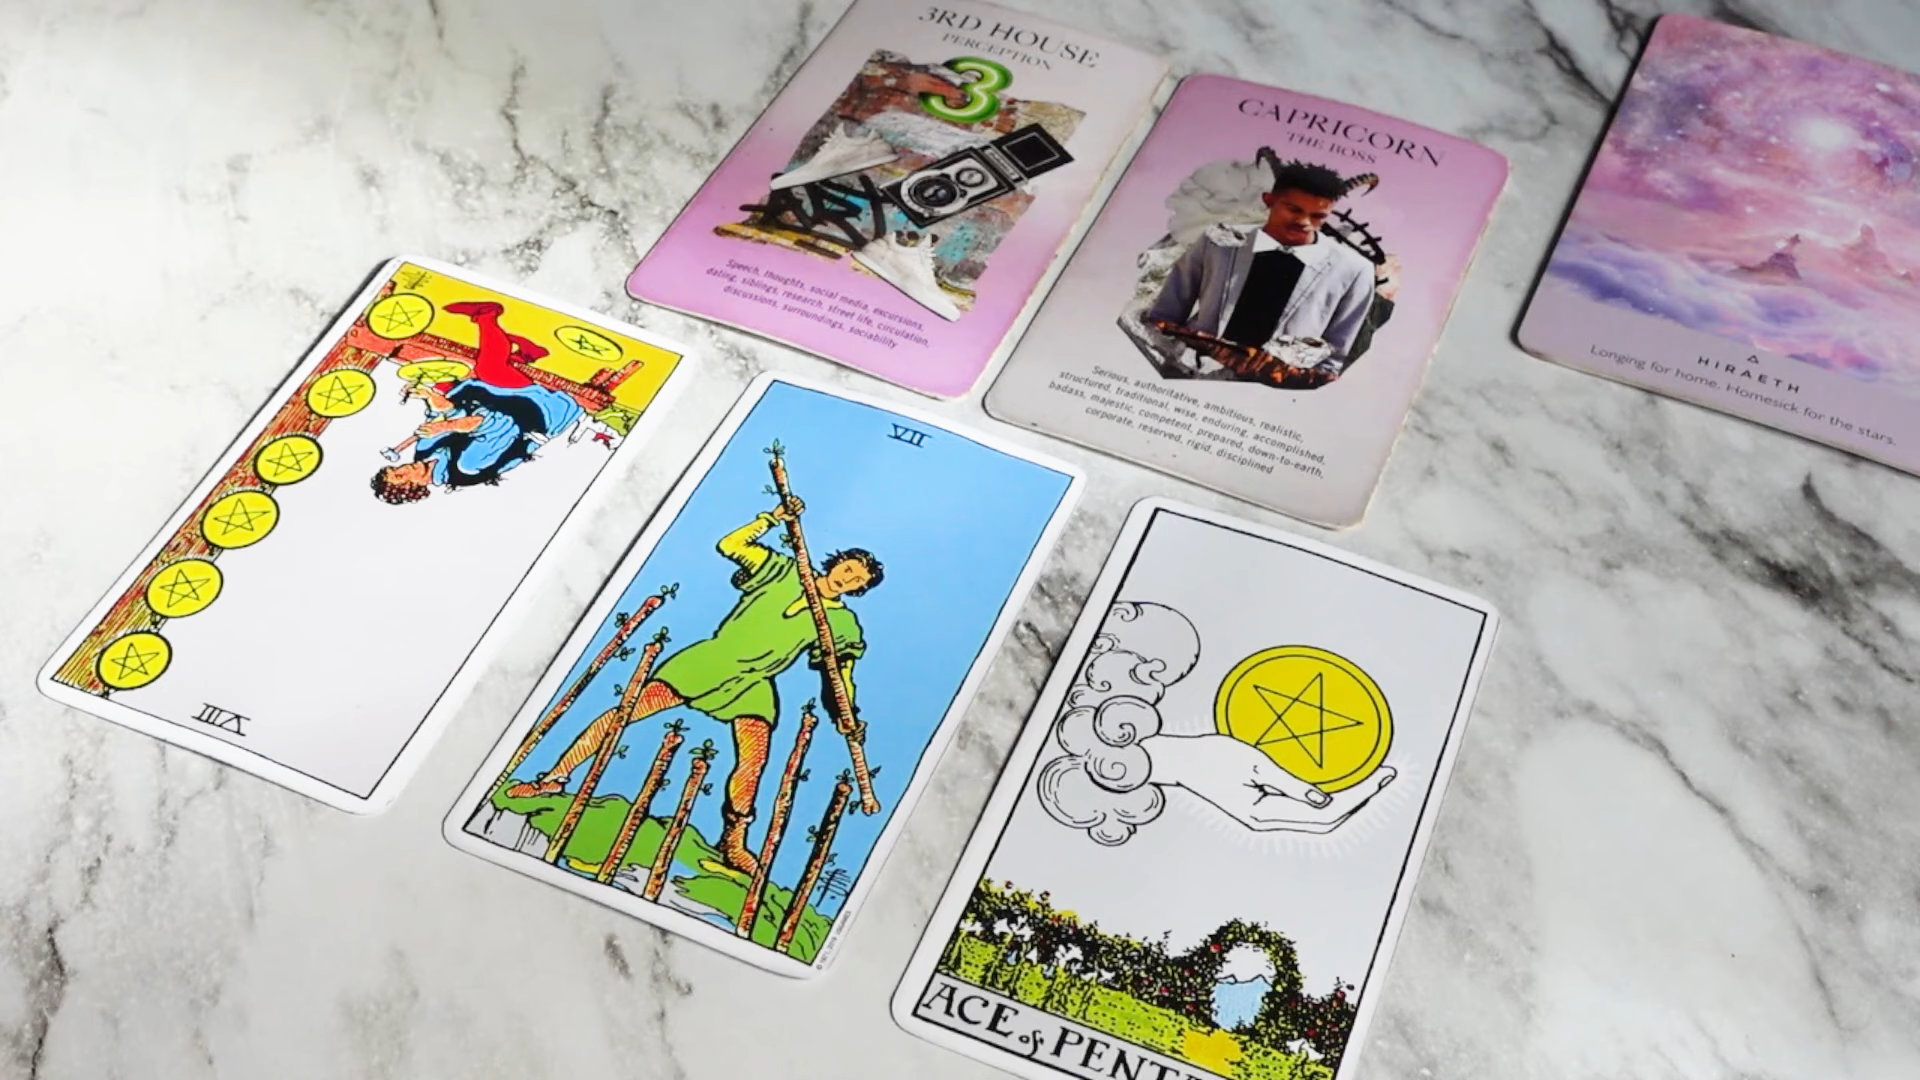 3RD HOUSE
PERCEPTION
3
Speech, thoughts, social media, excursions,
dating, siblings, research, street life, circulation,
discussions, surroundings, sociability
CAPRICORN
THE BOSS
Serious, authoritative, ambitious, realistic,
structured, traditional, wise, enduring, accomplished,
badass, majestic, competent, prepared, down-to-earth,
corporate, reserved, rigid, disciplined
HIRAETH
Longing for home. Homesick for the stars.
VIII
VII
ACE of PENTA